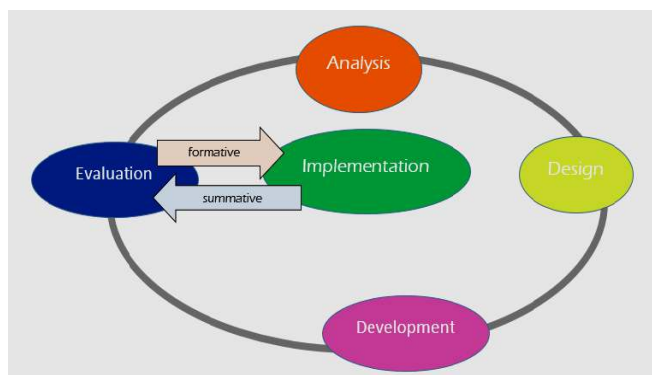 Analysis
formative
Implementation
Evaluation
Design
summative
Development